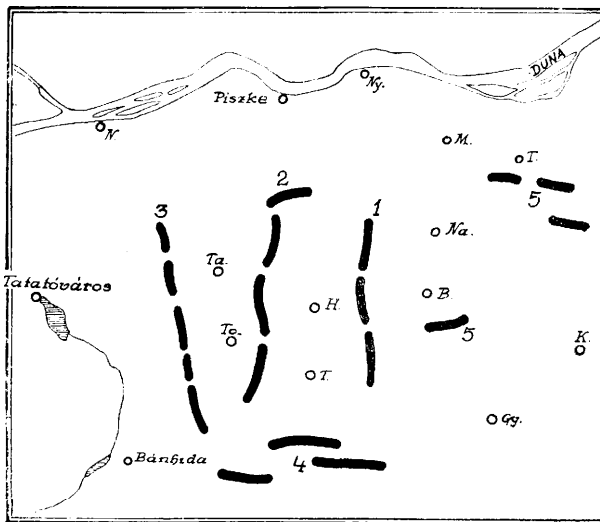 DUNA
Ny.
Piszke
N.
M.
T.
2
5
3
1
Na.
Ta.
Tatatóváros
B.
H.
5
To.
K.
T.
Gy.
4
Bánhida